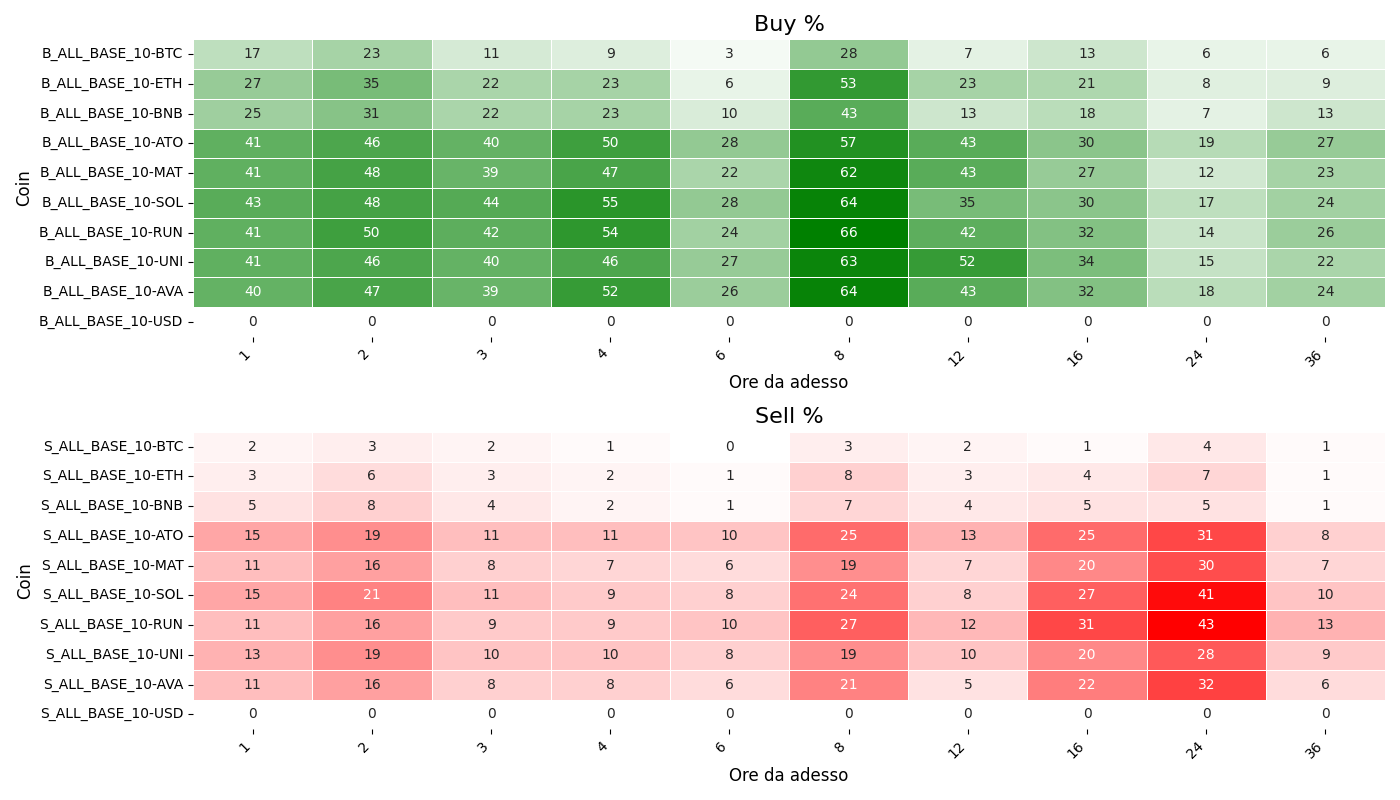 Buy %
Coin
B_ALL_BASE_10-BTC 17 23 11 9 3 28 7 13 6 6
B_ALL_BASE_10-ETH 27 35 22 23 6 53 23 21 8 9
B_ALL_BASE_10-BNB 25 31 22 23 10 43 13 18 7 13
B_ALL_BASE_10-ATO 41 46 40 50 28 57 43 30 19 27
B_ALL_BASE_10-MAT 41 48 39 47 22 62 43 27 12 23
B_ALL_BASE_10-SOL 43 48 44 55 28 64 35 30 17 24
B_ALL_BASE_10-RUN 41 50 42 54 24 66 42 32 14 26
B_ALL_BASE_10-UNI 41 46 40 46 27 63 52 34 15 22
B_ALL_BASE_10-AVA 40 47 39 52 26 64 43 32 18 24
B_ALL_BASE_10-USD 0 0 0 0 0 0 0 0 0 0
1 2 3 4 6 8 12 16 24 36
Ore da adesso
Sell %
Coin
S_ALL_BASE_10-BTC 2 3 2 1 0 3 2 1 4 1
S_ALL_BASE_10-ETH 3 6 3 2 1 8 3 4 7 1
S_ALL_BASE_10-BNB 5 8 4 2 1 7 4 5 5 1
S_ALL_BASE_10-ATO 15 19 11 11 10 25 13 25 31 8
S_ALL_BASE_10-MAT 11 16 8 7 6 19 7 20 30 7
S_ALL_BASE_10-SOL 15 21 11 9 8 24 8 27 41 10
S_ALL_BASE_10-RUN 11 16 9 9 10 27 12 31 43 13
S_ALL_BASE_10-UNI 13 19 10 10 8 19 10 20 28 9
S_ALL_BASE_10-AVA 11 16 8 8 6 21 5 22 32 6
S_ALL_BASE_10-USD 0 0 0 0 0 0 0 0 0 0
1 2 3 4 6 8 12 16 24 36
Ore da adesso